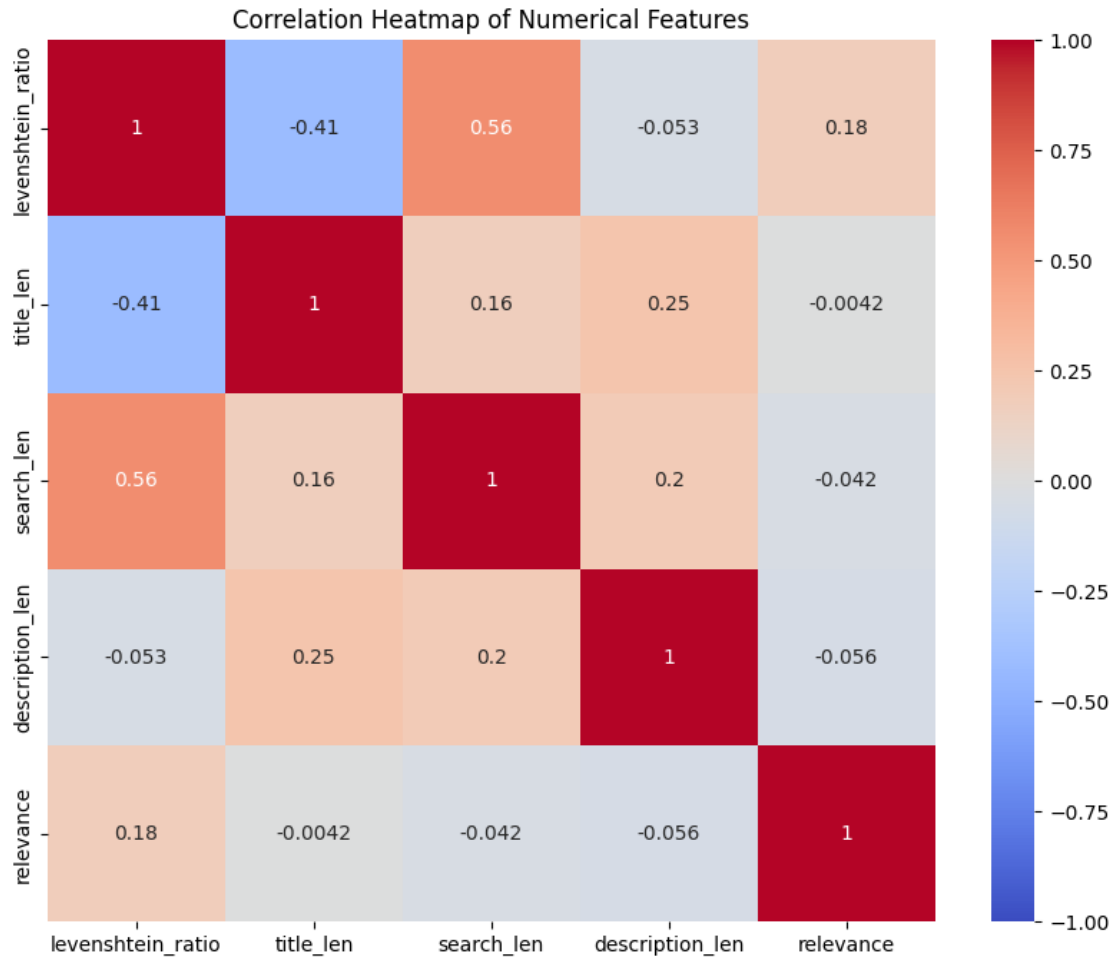 Correlation Heatmap of Numerical Features
levenshtein_ratio 1 -0.41 0.56 -0.053 0.18
title_len -0.41 1 0.16 0.25 -0.0042
search_len 0.56 0.16 1 0.2 -0.042
description_len -0.053 0.25 0.2 1 -0.056
relevance 0.18 -0.0042 -0.042 -0.056 1
levenshtein_ratio title_len search_len description_len relevance
1.00
0.75
0.50
0.25
0.00
−0.25
−0.50
−0.75
−1.00